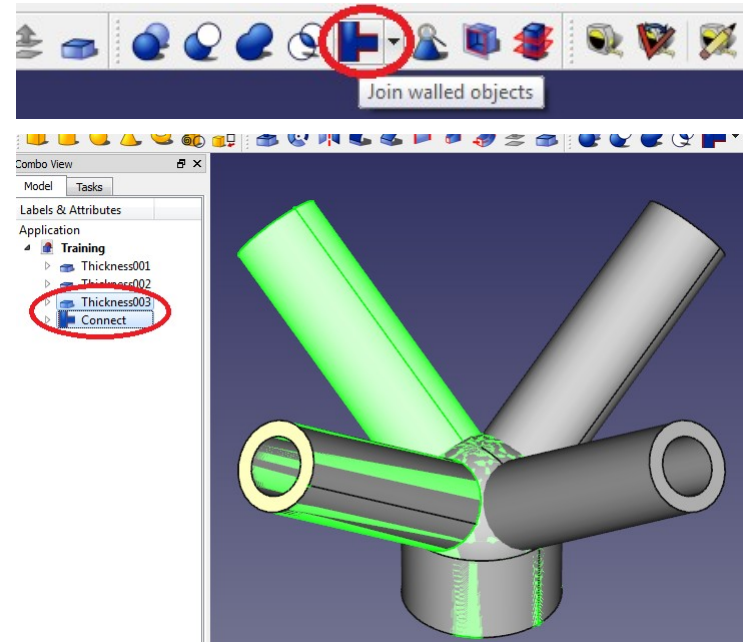 Join walled objects
Combo View
Model Tasks
Labels & Attributes
Application
Training
Thickness001
Thickness002
Thickness003
Connect